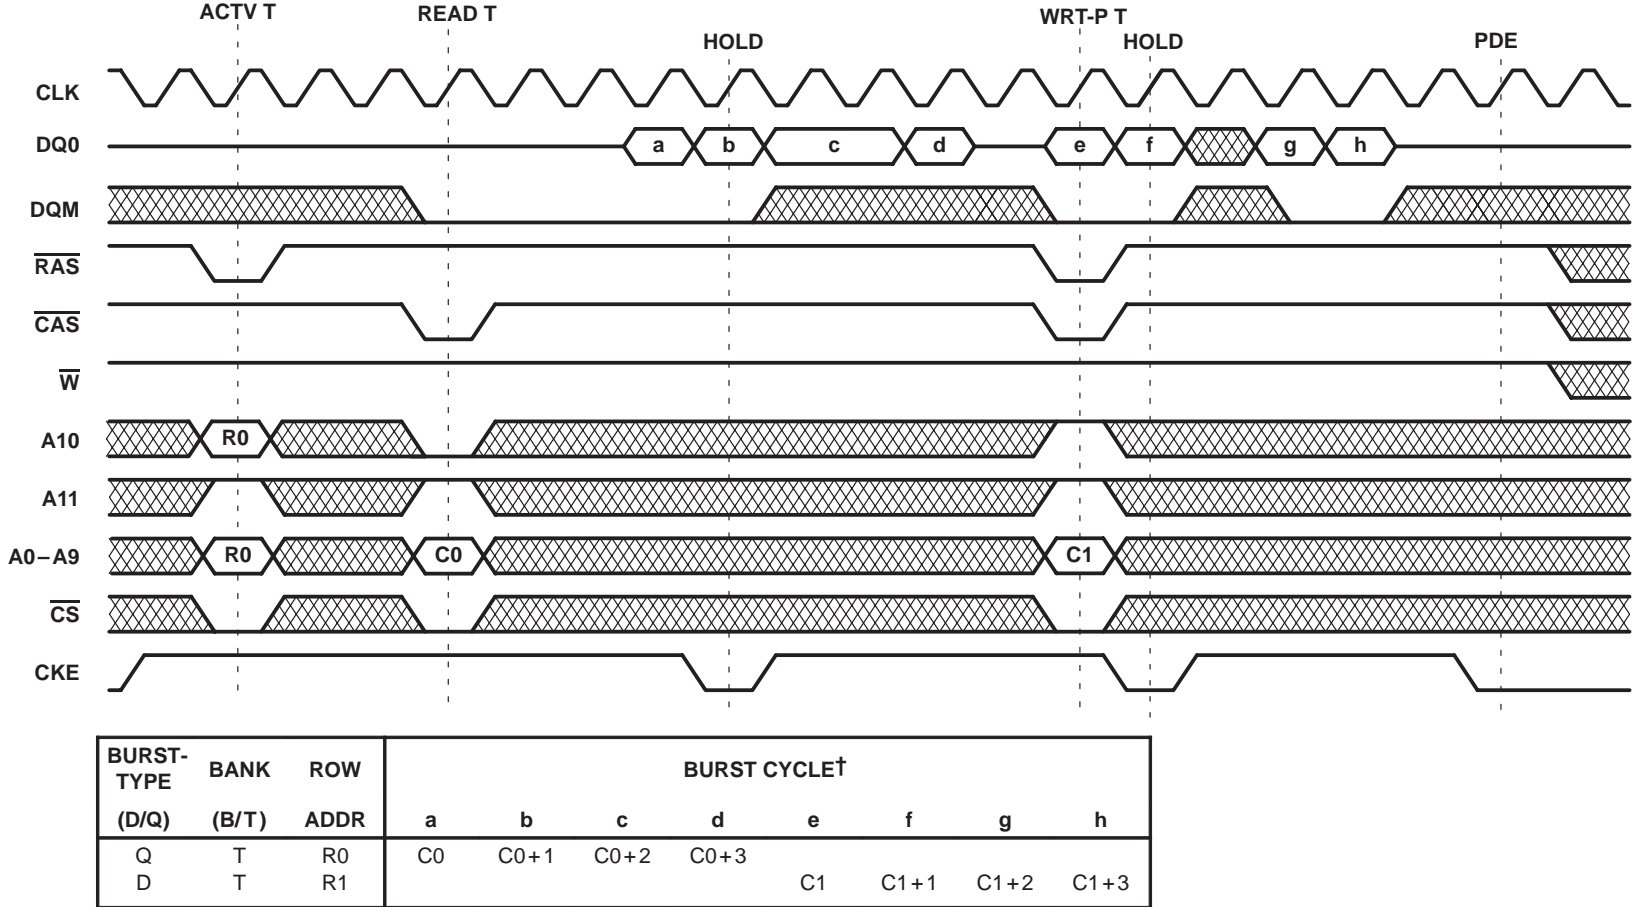 ACTV T READ T WRT-P T
HOLD HOLD PDE
CLK
DQ0 a b c d e f g h
DQM
RAS
CAS
W
A10 R0
A11
A0–A9 R0 C0 C1
CS
CKE
BURST-TYPE BANK ROW BURST CYCLE†
(D/Q) (B/T) ADDR a b c d e f g h
Q T R0 C0 C0+1 C0+2 C0+3
D T R1 C1 C1+1 C1+2 C1+3